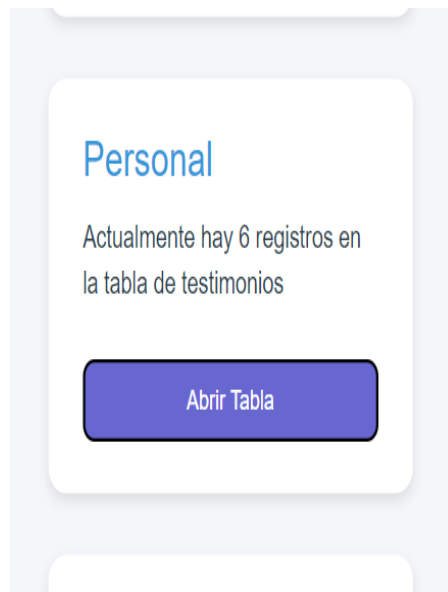 Personal
Actualmente hay 6 registros en
la tabla de testimonios
Abrir Tabla